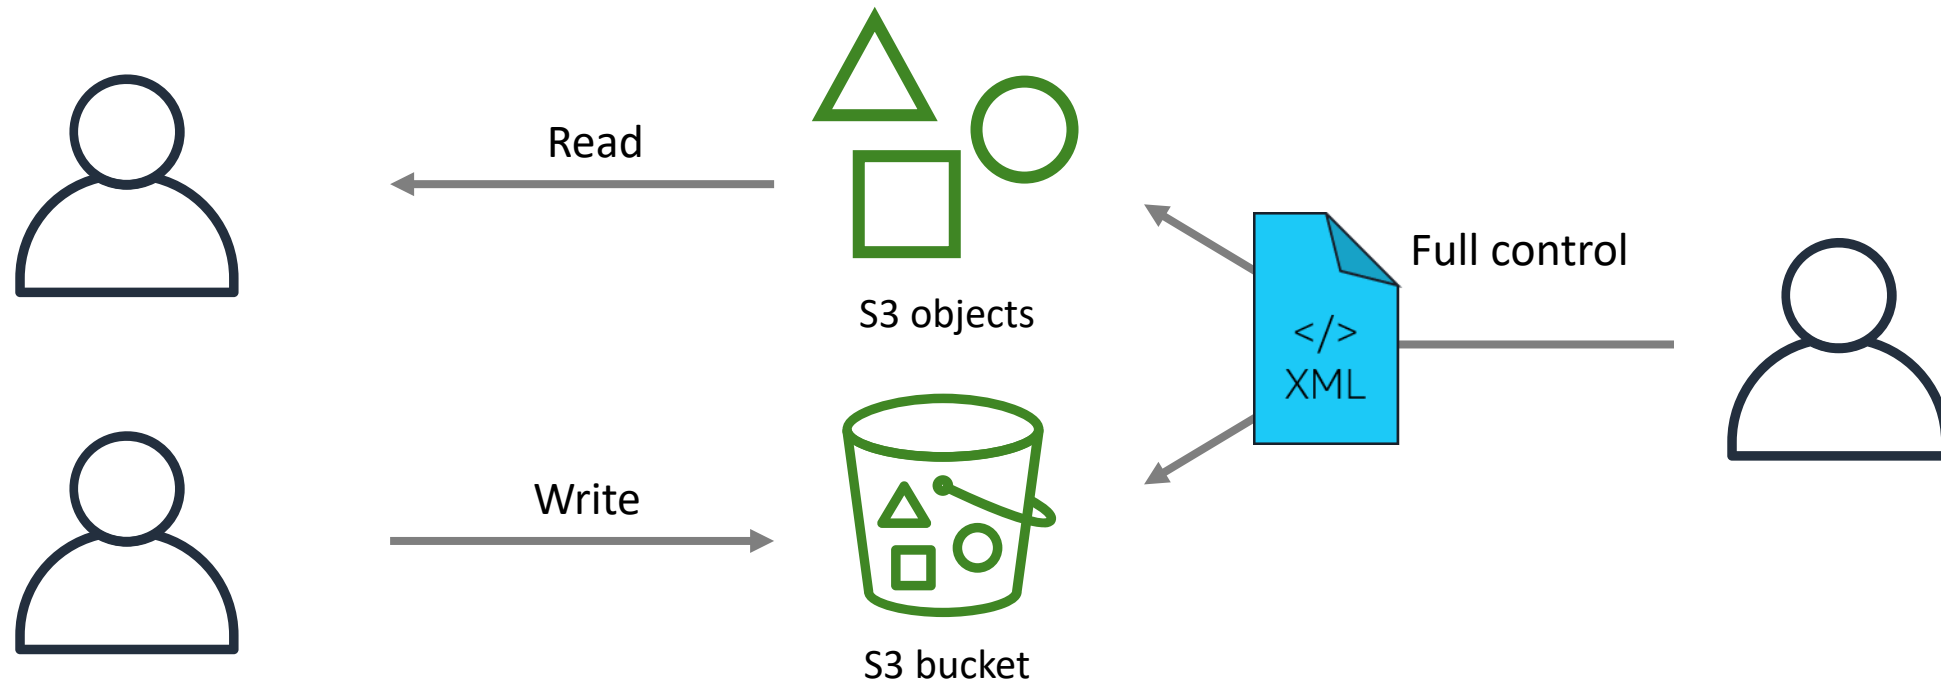 Read
S3 objects
Full control
</>
XML
Write
S3 bucket